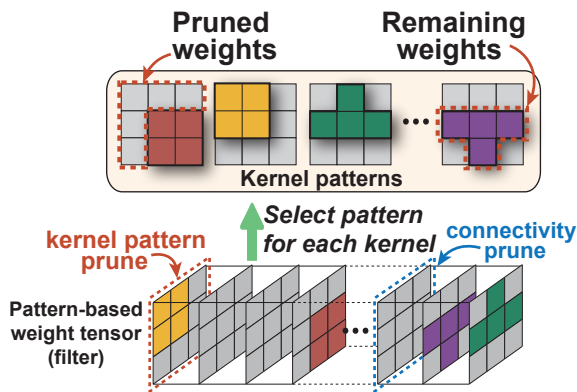 Pruned
weights
Remaining
weights
Kernel patterns
Select pattern
for each kernel
kernel pattern
prune
connectivity
prune
Pattern-based
weight tensor
(filter)